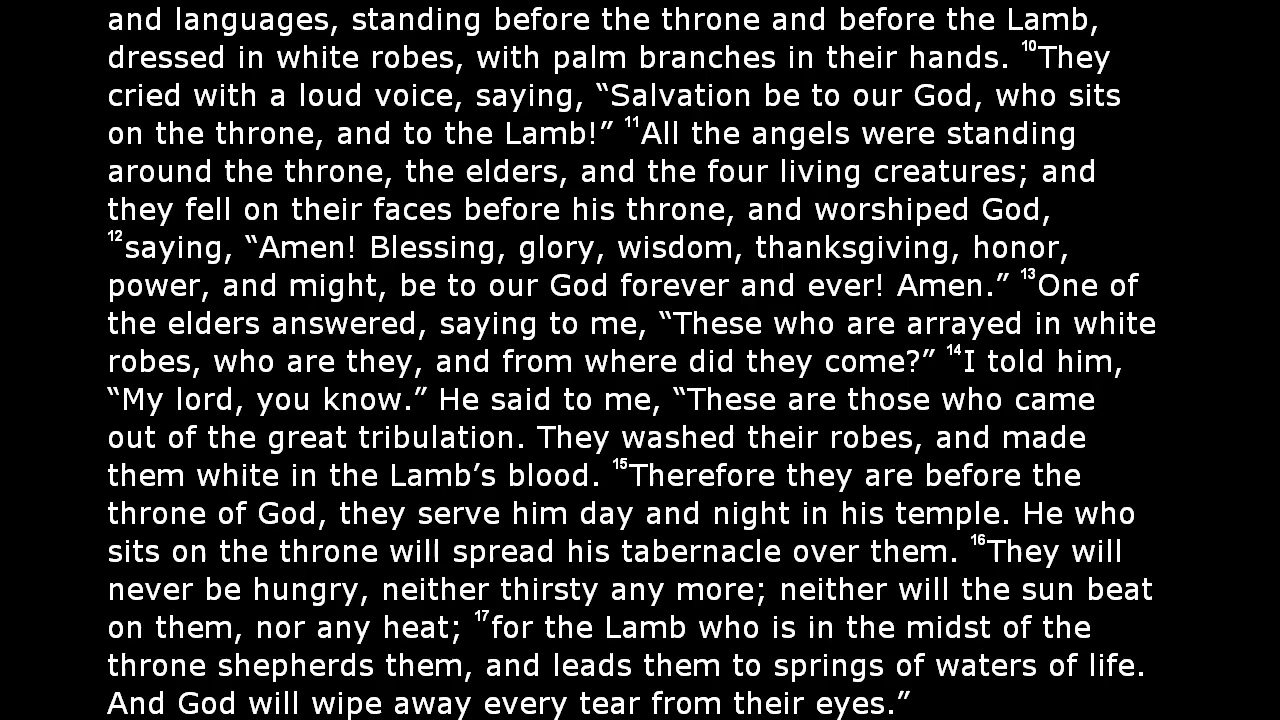 and languages, standing before the throne and before the Lamb,
dressed in white robes, with palm branches in their hands. 10They
cried with a loud voice, saying, “Salvation be to our God, who sits
on the throne, and to the Lamb!” 11All the angels were standing
around the throne, the elders, and the four living creatures; and
they fell on their faces before his throne, and worshiped God,
12saying, “Amen! Blessing, glory, wisdom, thanksgiving, honor,
power, and might, be to our God forever and ever! Amen.” 13One of
the elders answered, saying to me, “These who are arrayed in white
robes, who are they, and from where did they come?” 14I told him,
“My lord, you know.” He said to me, “These are those who came
out of the great tribulation. They washed their robes, and made
them white in the Lamb’s blood. 15Therefore they are before the
throne of God, they serve him day and night in his temple. He who
sits on the throne will spread his tabernacle over them. 16They will
never be hungry, neither thirsty any more; neither will the sun beat
on them, nor any heat; 17for the Lamb who is in the midst of the
throne shepherds them, and leads them to springs of waters of life.
And God will wipe away every tear from their eyes.”